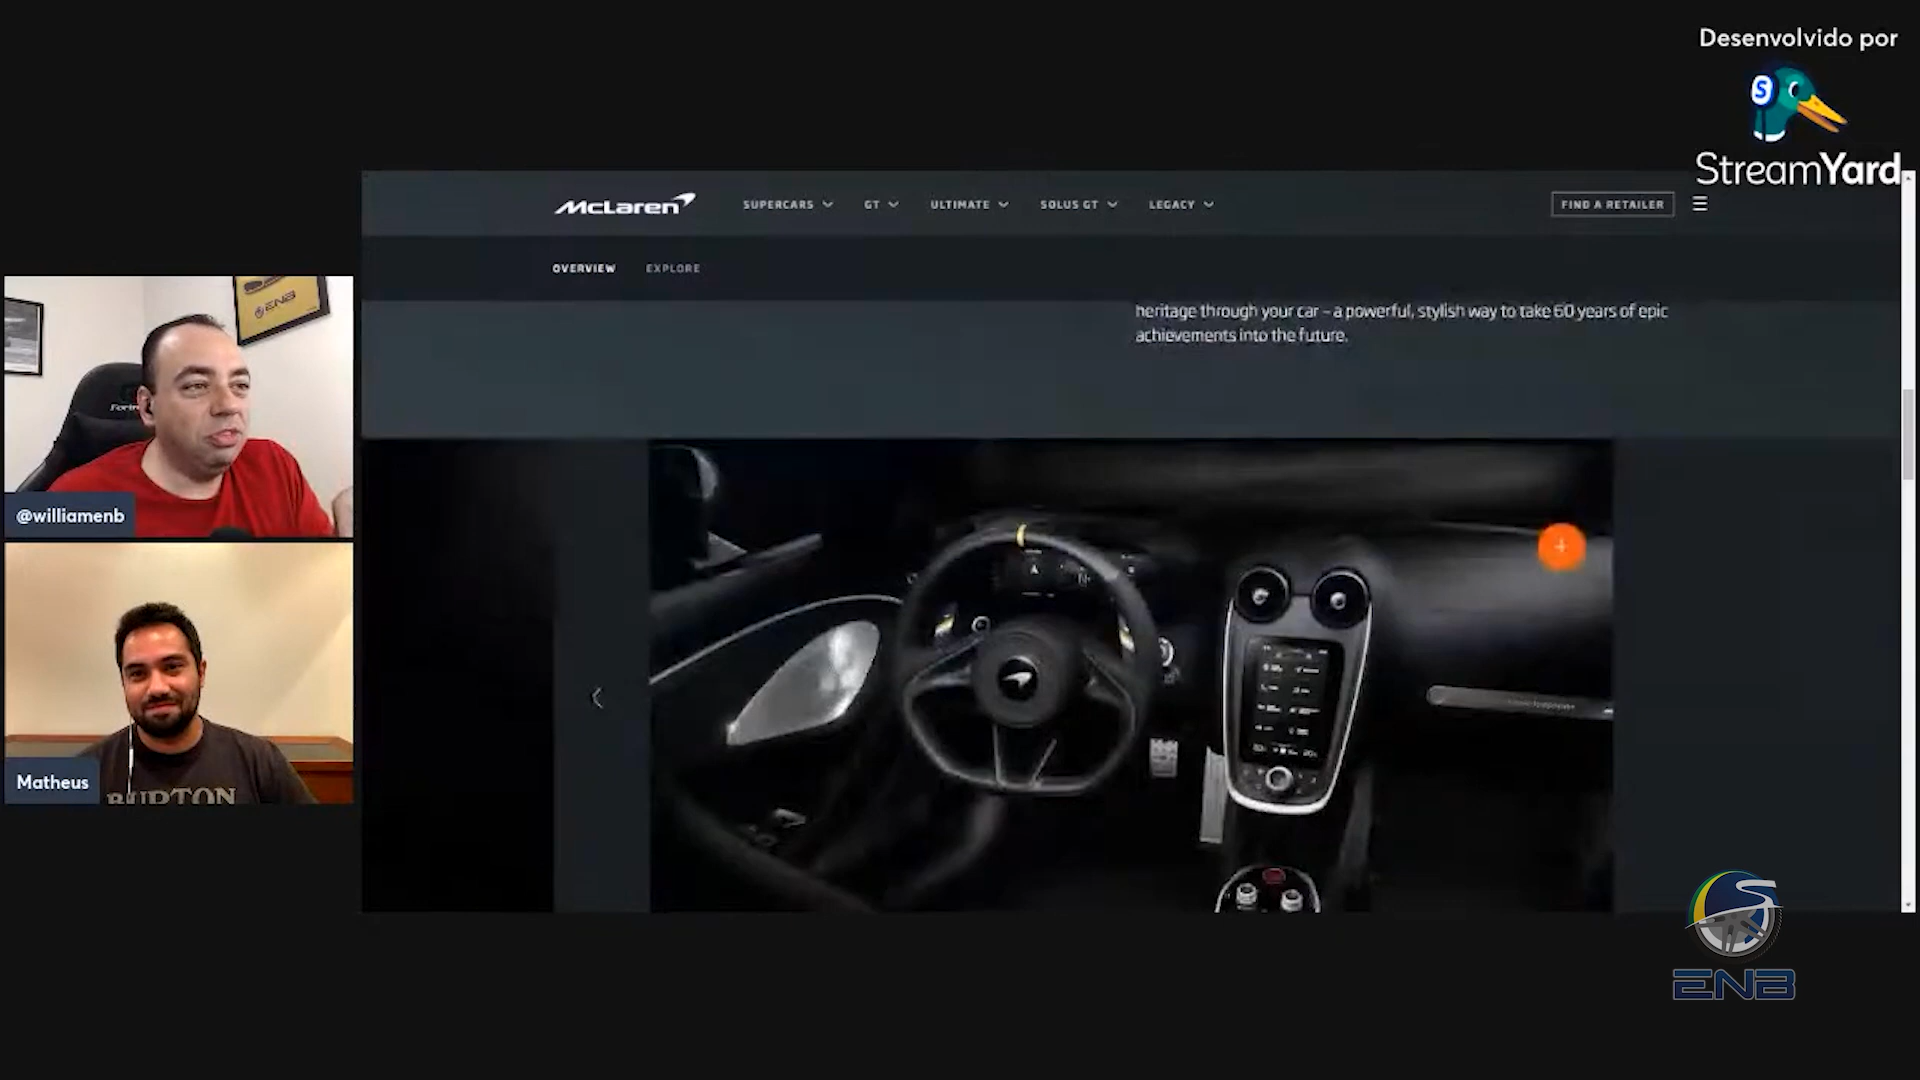 Desenvolvido por
StreamYard
McLaren
SUPERCARS
GT
ULTIMATE
SOLUS GT
LEGACY
FIND A RETAILER
OVERVIEW
EXPLORE
heritage through your car – a powerful, stylish way to take 60 years of epic
achievements into the future.
ENB
@williamenb
Matheus
BURTON
A
N
ENB